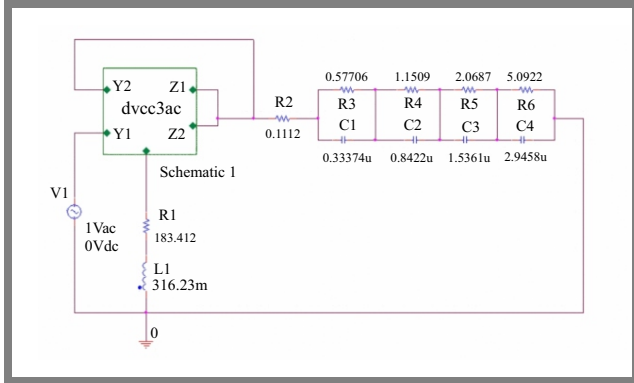 0.57706 1.1509 2.0687 5.0922
Y2 Z1
dvcc3ac
R2
R3 R4 R5 R6
Y1 Z2
0.1112
C1 C2 C3 C4
0.33374u 0.8422u 1.5361u 2.9458u
Schematic 1
V1
1Vac
0Vdc
R1
183.412
L1
316.23m
0